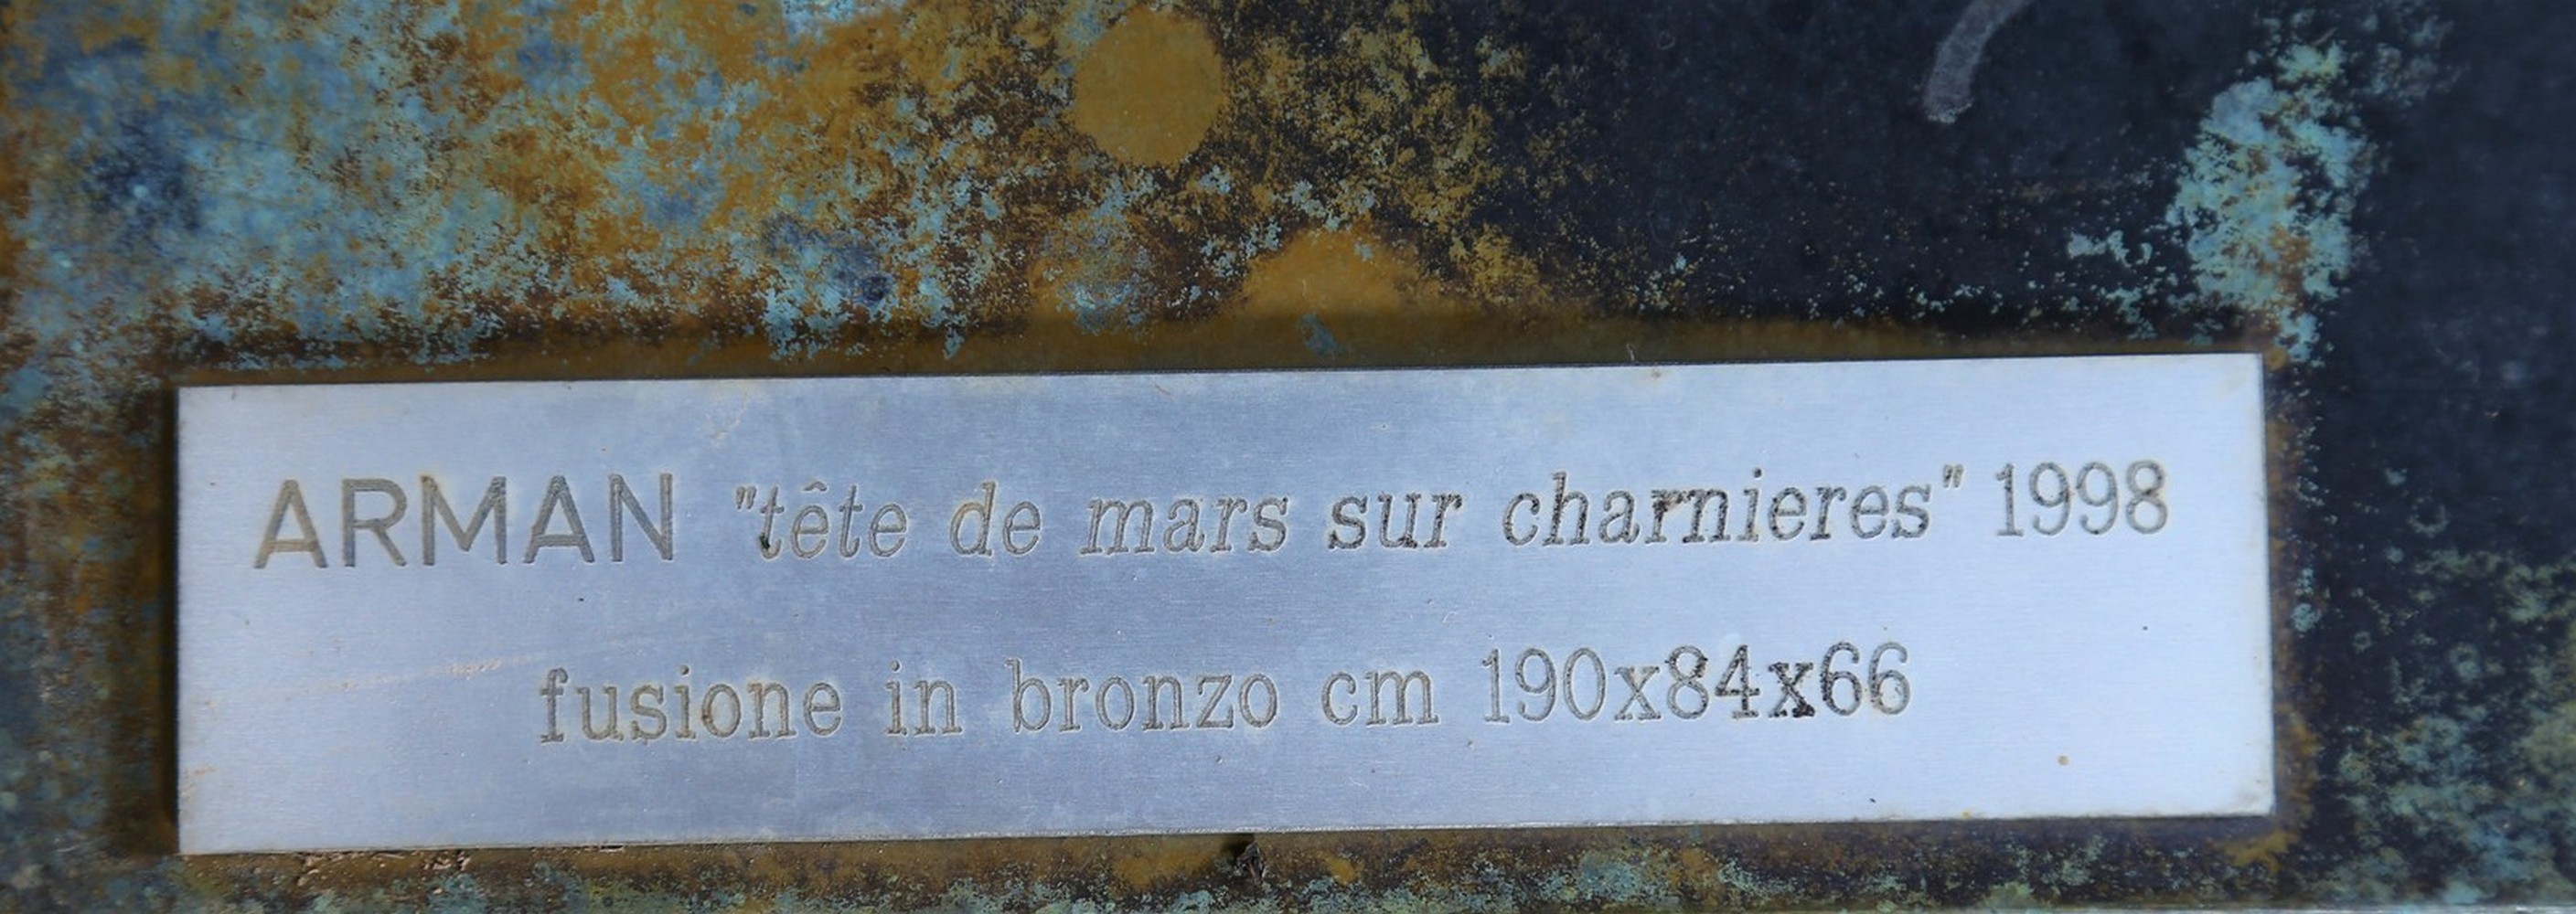 ARMAN "tête de mars sur charnieres" 1998
fusione in bronzo cm 190x84x66